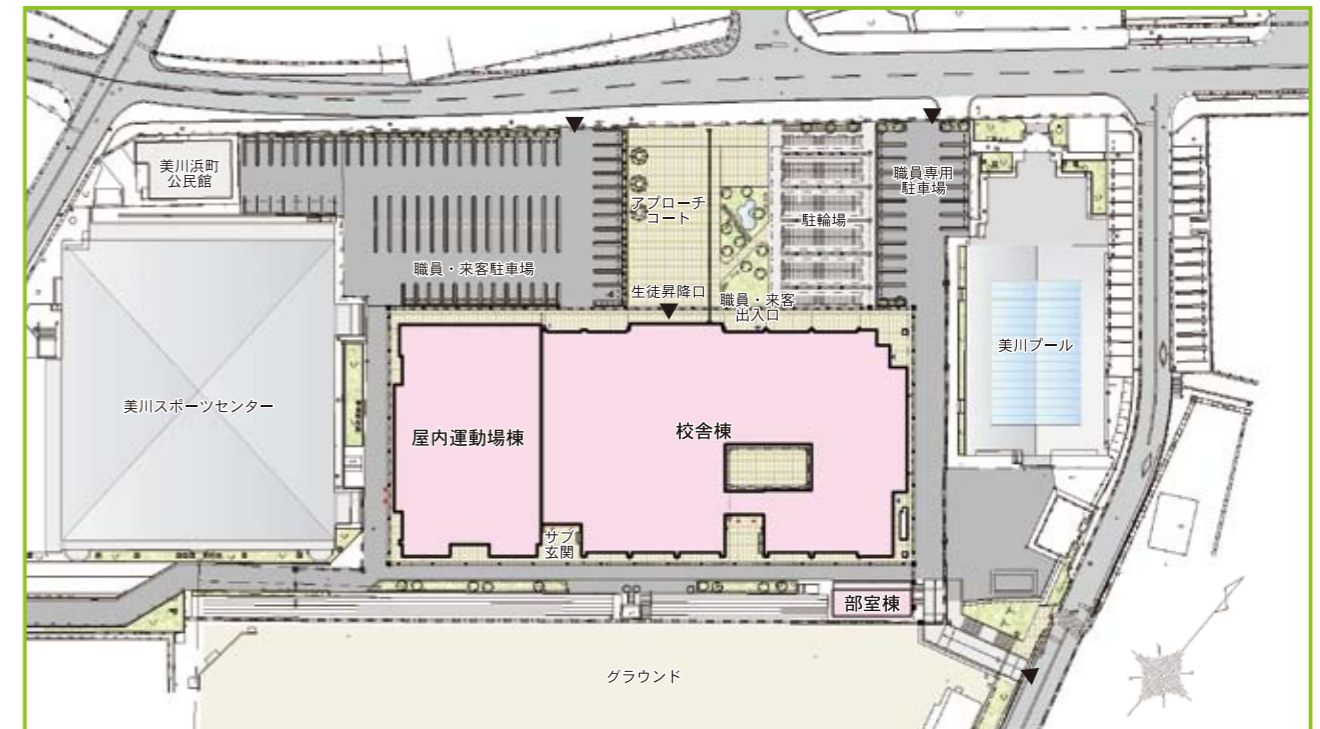 美川浜町
公民館
職員・来客駐車場
アプローチ
コート
駐輪場
職員専用
駐車場
生徒昇降口
職員・来客
出入口
美川プール
美川スポーツセンター
屋内運動場棟
校舎棟
サブ
玄関
部室棟
グラウンド